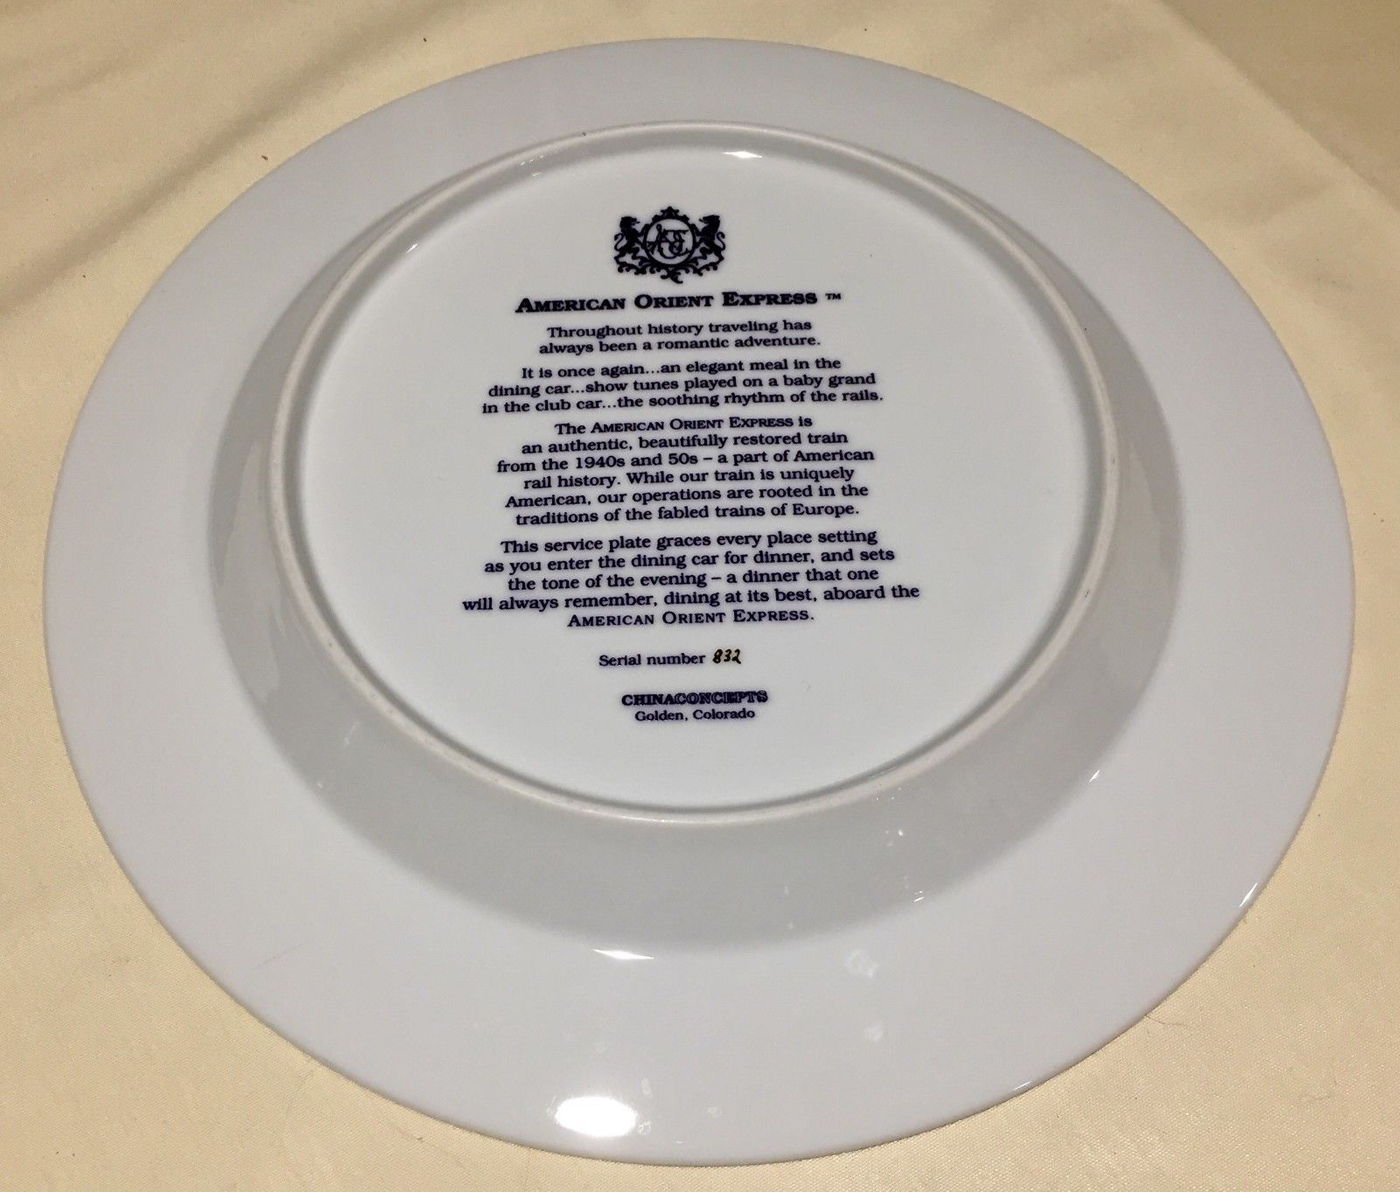 AOE
AMERICAN ORIENT EXPRESS ™
Throughout history traveling has
always been a romantic adventure.
It is once again...an elegant meal in the
dining car...show tunes played on a baby grand
in the club car...the soothing rhythm of the rails.
The AMERICAN ORIENT EXPRESS is
an authentic, beautifully restored train
from the 1940s and 50s – a part of American
rail history. While our train is uniquely
American, our operations are rooted in the
traditions of the fabled trains of Europe.
This service plate graces every place setting
as you enter the dining car for dinner, and sets
the tone of the evening – a dinner that one
will always remember, dining at its best, aboard the
AMERICAN ORIENT EXPRESS.
Serial number 832
CHINACONCEPTS
Golden, Colorado